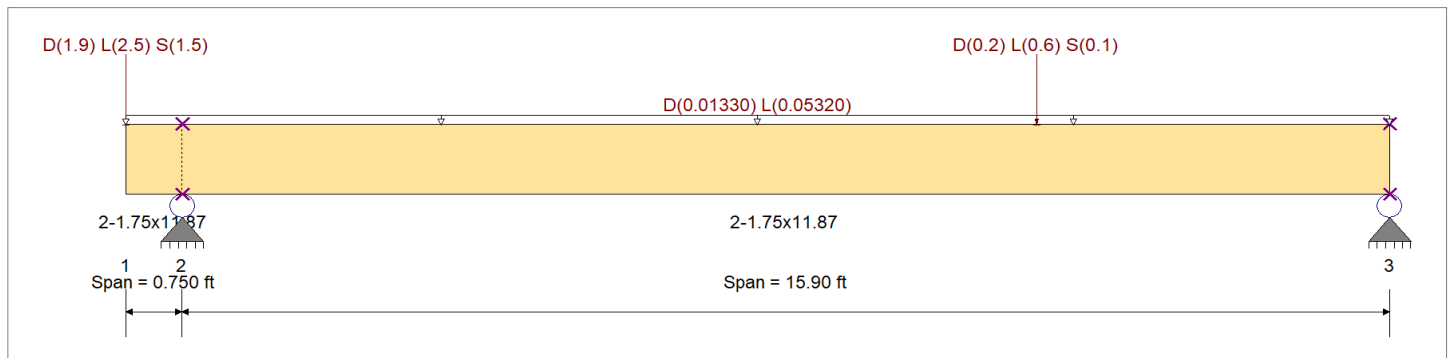 D(1.9) L(2.5) S(1.5)
D(0.2) L(0.6) S(0.1)
D(0.01330) L(0.05320)
2-1.75x11.87
2-1.75x11.87
1
2
3
Span = 0.750 ft
Span = 15.90 ft